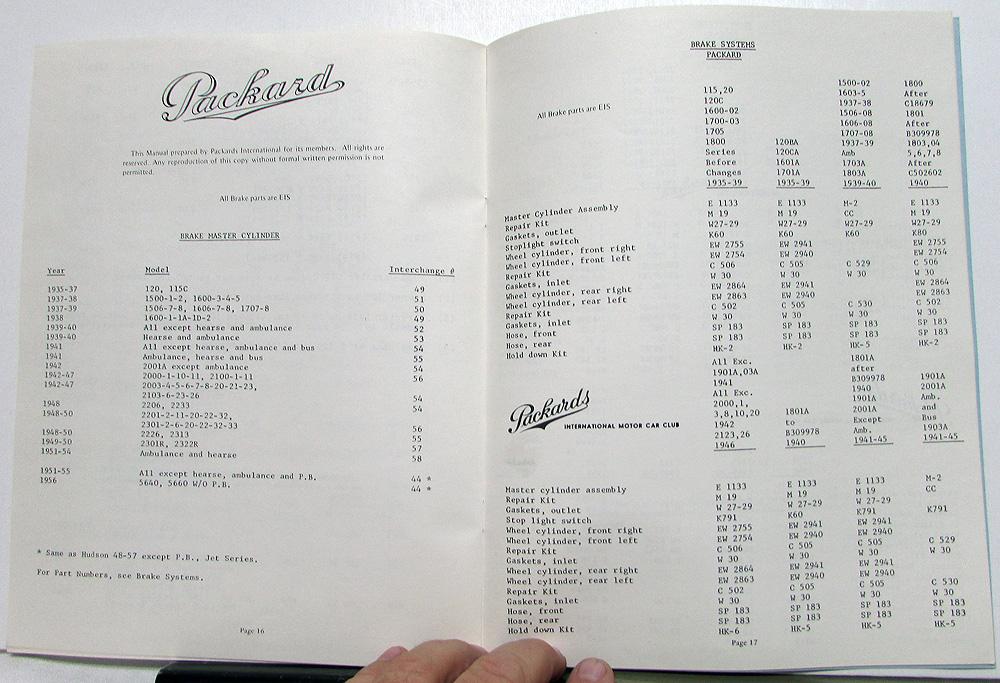 Packard
This Manual prepared by Packards International for its members. All rights are
reserved. Any reproduction of this copy without formal written permission is not
permitted.
All Brake parts are EIS
BRAKE MASTER CYLINDER
Year Model Interchange #
1935-37 120, 115C 49
1937-38 1500-1-2, 1600-3-4-5 51
1937-39 1506-7-8, 1606-7-8, 1707-8 50
1938 1600-1-1A-1D-2 49
1939-40 All except hearse and ambulance 52
1939-40 Hearse and ambulance 53
1941 All except hearse, ambulance and bus 54
1941 Ambulance, hearse and bus 55
1942 2001A except ambulance 54
1942-47 2000-1-10-11, 2100-1-11 56
1942-47 2003-4-5-6-7-8-20-21-23,
2103-6-23-26 54
1948 2206, 2233 54
1948-50 2201-2-11-20-22-32,
2301-2-6-20-22-32-33 56
1948-50 2226, 2313 55
1949-50 2301R, 2322R 57
1951-54 Ambulance and hearse 58
1951-55 All except hearse, ambulance and P.B. 44 *
1956 5640, 5660 W/O P.B. 44 *
* Same as Hudson 48-57 except P.B., Jet Series.
For Part Numbers, see Brake Systems.
Page 16
BRAKE SYSTEMS
PACKARD
All Brake parts are EIS
1500-02 1800
115,20 1603-5 After
120C 1937-38 C18679
1600-02 1506-08 1801
1700-03 1606-08 After
1705 1707-08 B309978
1800 120BA 1937-39 1803,04
Series 120CA Amb 5,6,7,8
Before 1601A 1703A After
Changes 1701A 1803A C502602
1935-39 1935-39 1939-40 1940
Master Cylinder Assembly E 1133 E 1133 M-2 E 1133
Repair Kit M 19 M 19 CC M 19
Gaskets, outlet W27-29 W27-29 W27-29 W27-29
Stoplight switch K60 K60 K60 K80
Wheel cylinder, front right EW 2755 EW 2941 EW 2755
Wheel cylinder, front left EW 2754 EW 2940 EW 2754
Repair Kit C 506 C 505 C 529 C 506
Gaskets, inlet W 30 W 30 W 30 W 30
Wheel cylinder, rear right EW 2864 EW 2941 EW 2864
Wheel cylinder, rear left EW 2863 EW 2940 EW 2863
Repair Kit C 502 C 505 C 530 C 502
Gaskets, inlet W 30 W 30 W 30 W 30
Hose, front SP 183 SP 183 SP 183 SP 183
Hose, rear SP 183 SP 183 SP 183 SP 183
Hold down Kit HK-2 HK-2 HK-5 HK-2
Packards
INTERNATIONAL MOTOR CAR CLUB
All Exc. 1801A
1901A,03A after
1941 B309978 1901A
All Exc. 1940 2001A
2000,1, 1901A Amb.
3,8,10,20 1801A 2001A and
1942 to Except Bus
2123,26 B309978 Amb. 1903A
1946 1940 1941-45 1941-45
Master cylinder assembly E 1133 E 1133 E 1133 M-2
Repair Kit M 19 M 19 M 19 CC
Gaskets, outlet W 27-29 W 27-29 W 27-29
Stop light switch K791 K60 K791 K791
Wheel cylinder, front right EW 2755 EW 2941 EW 2941
Wheel cylinder, front left EW 2754 EW 2940 EW 2940
Repair Kit C 506 C 505 C 505 C 529
Gaskets, inlet W 30 W 30 W 30 W 30
Wheel cylinder, rear right EW 2864 EW 2941 EW 2941
Wheel cylinder, rear left EW 2863 EW 2940 EW 2940
Repair Kit C 502 C 505 C 505 C 530
Gaskets, inlet W 30 W 30 W 30 W 30
Hose, front SP 183 SP 183 SP 183 SP 183
Hose, rear SP 183 SP 183 SP 183 SP 183
Hold down Kit HK-6 HK-5 HK-5 HK-5
Page 17